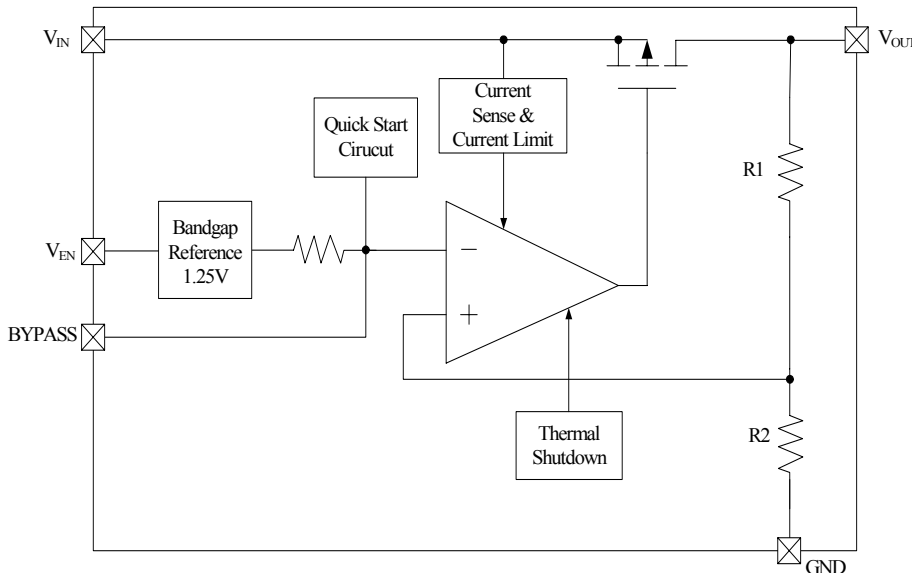 VIN
VOUT
Current
Sense &
Current Limit
Quick Start
Cirucut
R1
Bandgap
Reference
1.25V
VEN
−
+
BYPASS
R2
Thermal
Shutdown
GND